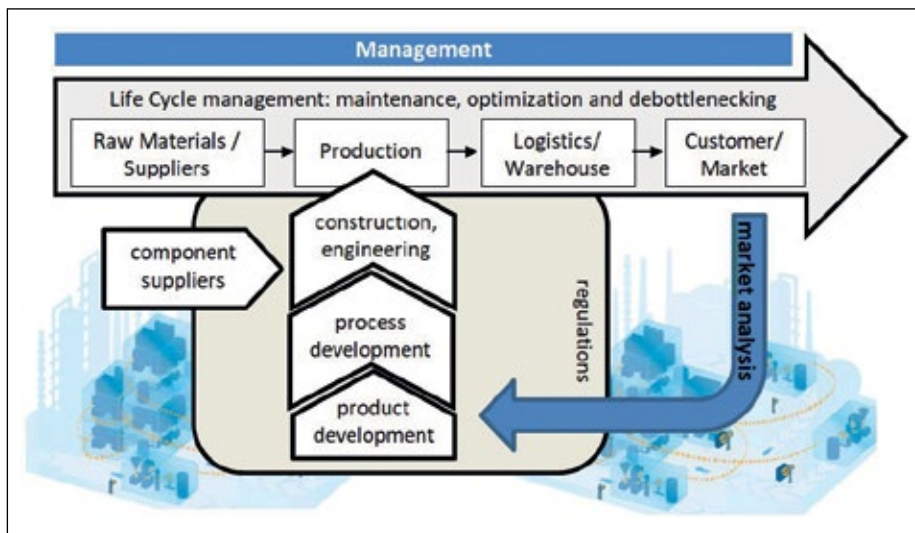 Management
Life Cycle management: maintenance, optimization and debottlenecking
Raw Materials /
Suppliers
Production
Logistics/
Warehouse
Customer/
Market
construction,
engineering
component
suppliers
process
development
product
development
regulations
market analysis